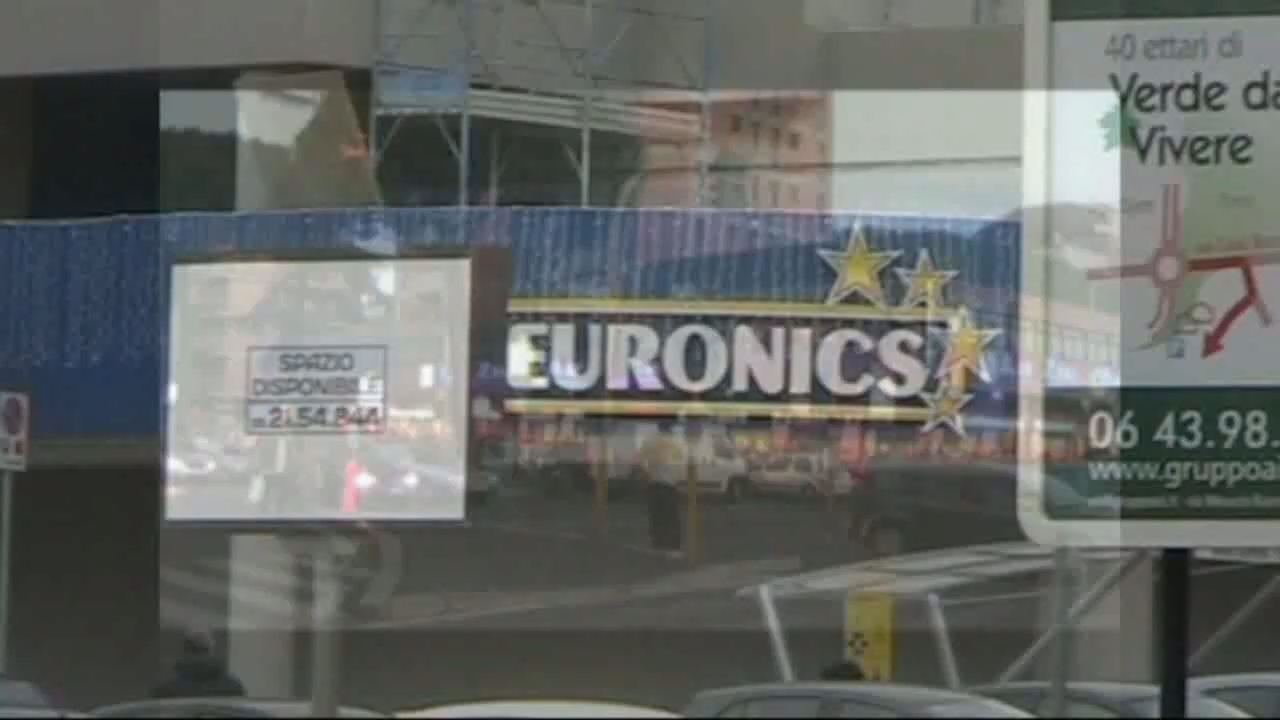 SPAZIO
DISPONIBILE
EURONICS
40 ettari di
Verde da
Vivere
06 43.98.
www.gruppoa